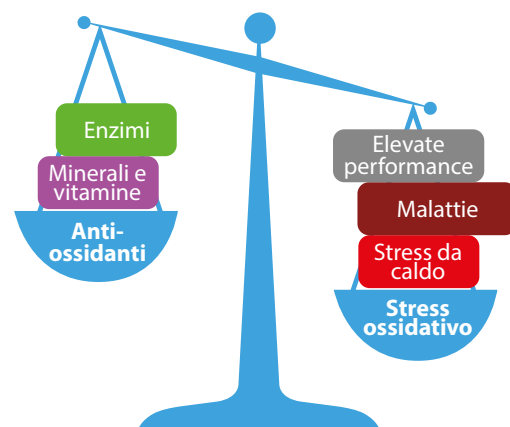 Enzimi
Minerali e
vitamine
Anti-
ossidanti
Elevate
performance
Malattie
Stress da
caldo
Stress
ossidativo